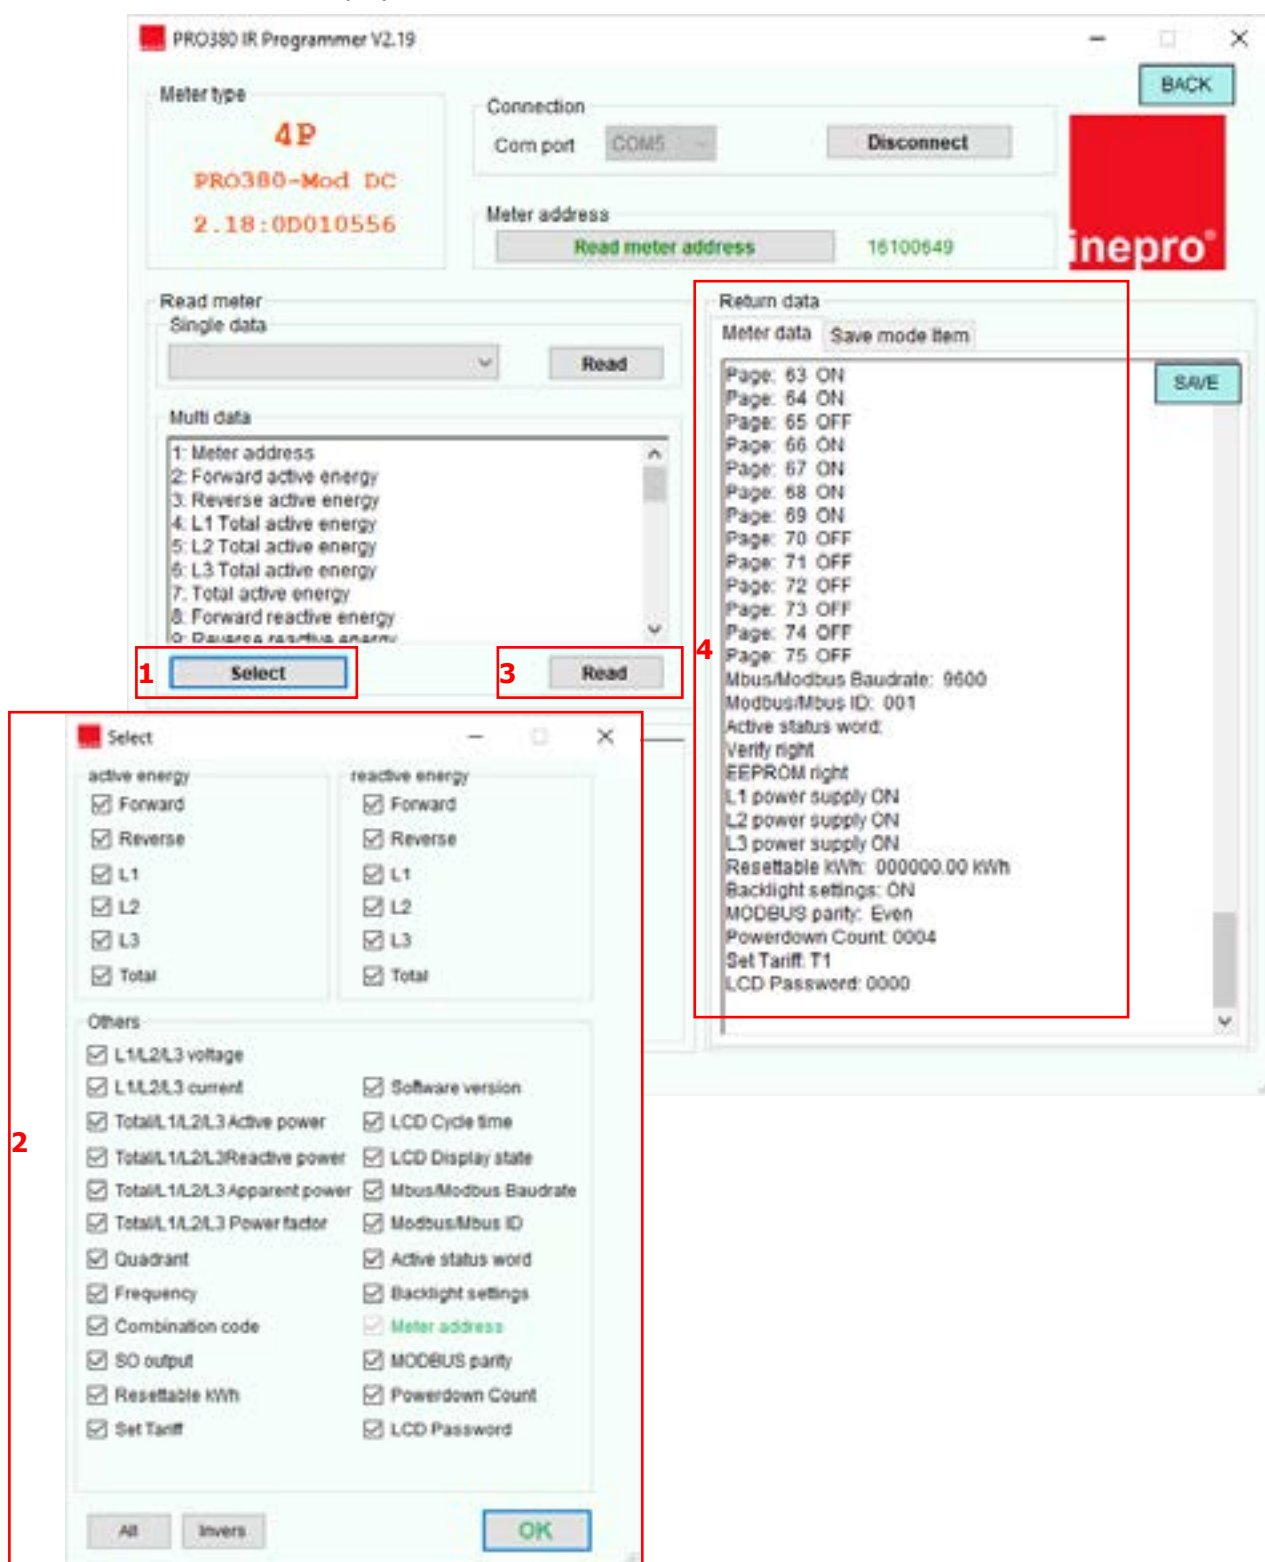 PRO380 IR Programmer V2.19
BACK
Meter type
4P
PRO380-Mod DC
2.18:0D010556
Connection
Com port COM5 Disconnect
Meter address
Read meter address 16100649
inepro®
Read meter
Single data
Read
Multi data
1: Meter address
2: Forward active energy
3: Reverse active energy
4: L1 Total active energy
5: L2 Total active energy
6: L3 Total active energy
7: Total active energy
8: Forward reactive energy
9: Reverse reactive energy
1 Select 3 Read
Return data
Meter data Save mode item
SAVE
4
Page: 63 ON
Page: 64 ON
Page: 65 OFF
Page: 66 ON
Page: 67 ON
Page: 68 ON
Page: 69 ON
Page: 70 OFF
Page: 71 OFF
Page: 72 OFF
Page: 73 OFF
Page: 74 OFF
Page: 75 OFF
Mbus/Modbus Baudrate: 9600
Modbus/Mbus ID: 001
Active status word:
Verify right
EEPROM right
L1 power supply ON
L2 power supply ON
L3 power supply ON
Resettable kWh: 000000.00 kWh
Backlight settings: ON
MODBUS parity: Even
Powerdown Count: 0004
Set Tariff: T1
LCD Password: 0000
2
Select
active energy
Forward
Reverse
L1
L2
L3
Total
reactive energy
Forward
Reverse
L1
L2
L3
Total
Others
L1/L2/L3 voltage
L1/L2/L3 current
Total/L1/L2/L3 Active power
Total/L1/L2/L3Reactive power
Total/L1/L2/L3 Apparent power
Total/L1/L2/L3 Power factor
Quadrant
Frequency
Combination code
SO output
Resettable kWh
Set Tariff
Software version
LCD Cycle time
LCD Display state
Mbus/Modbus Baudrate
Modbus/Mbus ID
Active status word
Backlight settings
Meter address
MODBUS parity
Powerdown Count
LCD Password
All Invers OK